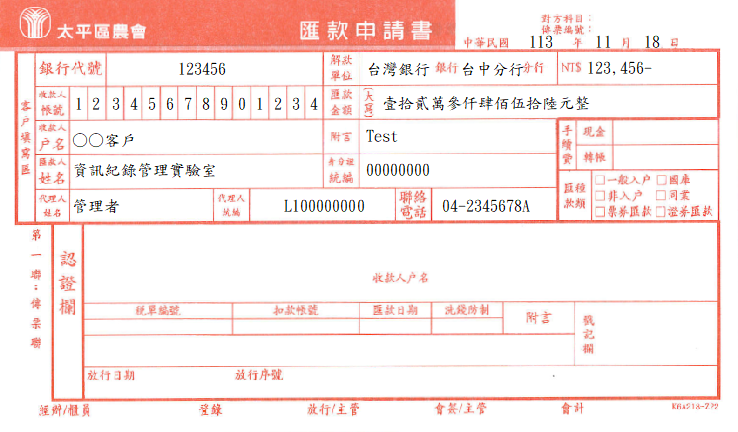 太平區農會
匯款申請書
對方科目：
傳票編號：
中華民國 113 年 11 月 18 日
銀行代號 123456 解款單位 台灣銀行 銀行 台中分行 分行 NT$ 123,456-
收款人帳號 1 2 3 4 5 6 7 8 9 0 1 2 3 4 匯款金額 (大寫) 壹拾貳萬參仟肆佰伍拾陸元整
收款人戶名 ○○客戶 附言 Test
匯款人姓名 資訊紀錄管理實驗室 身分證統編 00000000
代理人姓名 管理者 代理人統編 L100000000 聯絡電話 04-2345678A
客戶填寫區
手續費 現金 轉帳
匯款種類 □一般入戶 □國庫
□非入戶 □同業
□票券匯款 □證券匯款
第一聯：傳票聯
認證欄
收款人戶名
稅單編號 扣款帳號 匯款日期 洗錢防制 附言 號記欄
放行日期 放行序號
經辦/櫃員 登錄 放行/主管 會簽/主管 會計